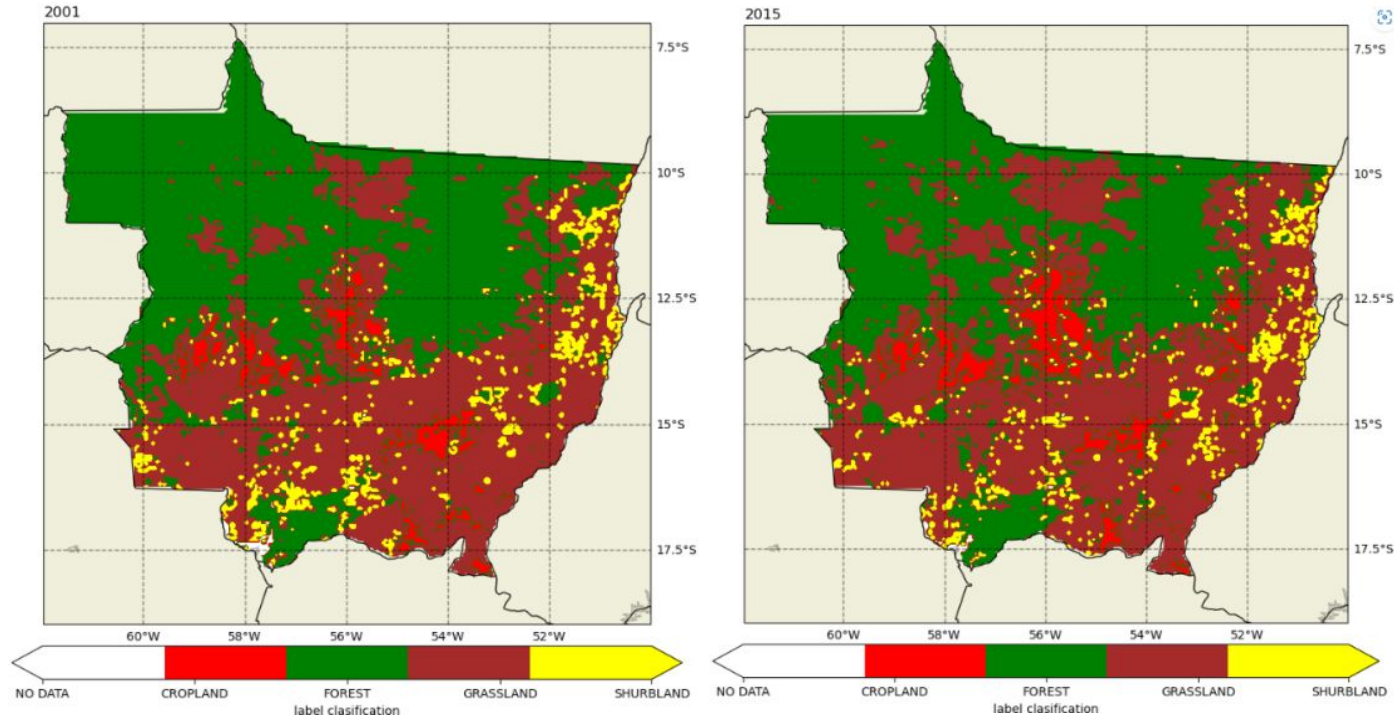 2001
7.5°S
10°S
12.5°S
15°S
17.5°S
60°W 58°W 56°W 54°W 52°W
NO DATA CROPLAND FOREST GRASSLAND SHURBLAND
label clasification
2015
7.5°S
10°S
12.5°S
15°S
17.5°S
60°W 58°W 56°W 54°W 52°W
NO DATA CROPLAND FOREST GRASSLAND SHURBLAND
label clasification